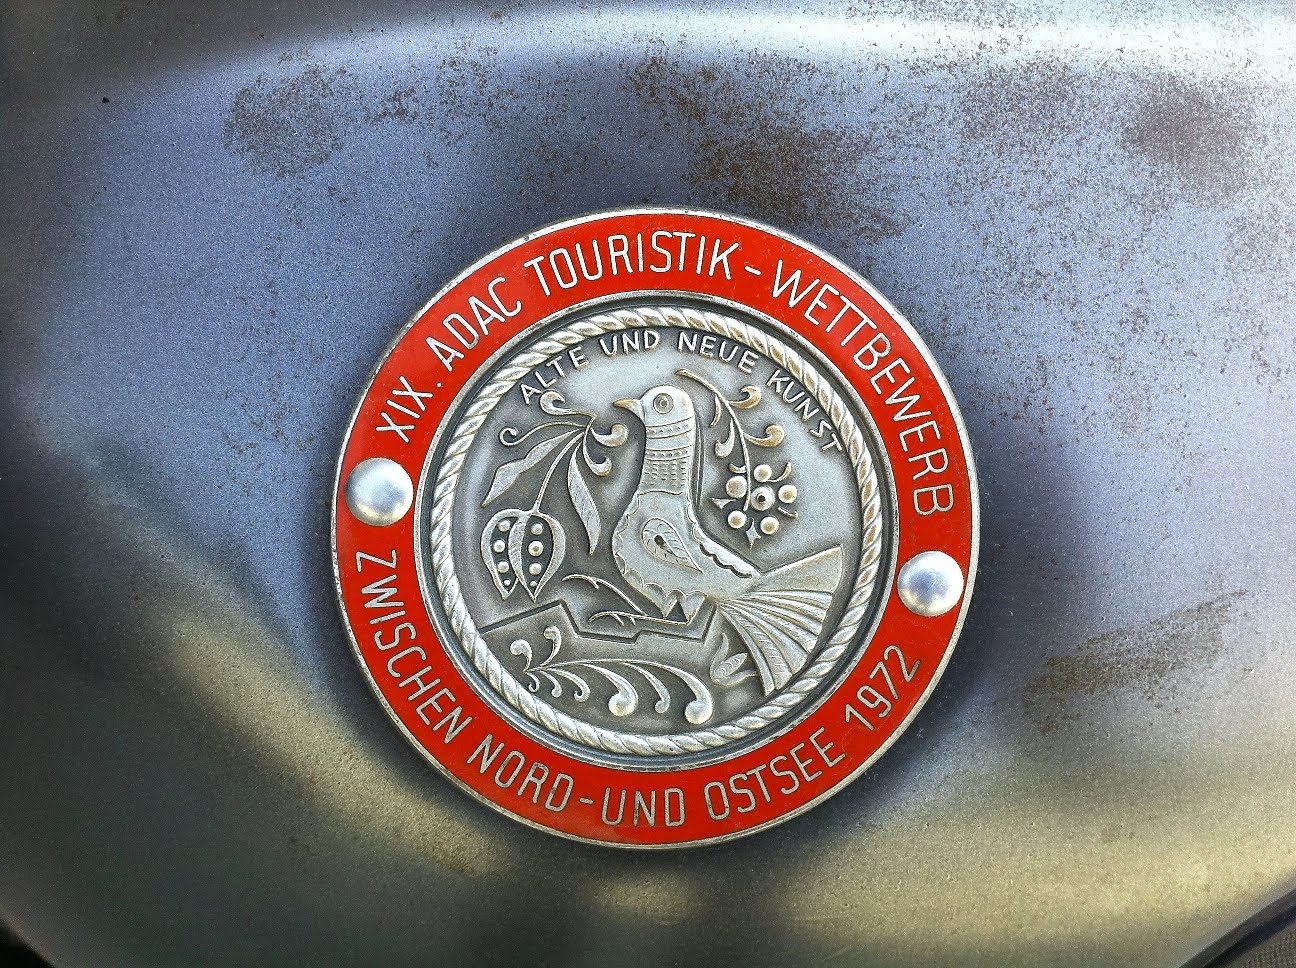 XIX. ADAC TOURISTIK-WETTBEWERB
ZWISCHEN NORD-UND OSTSEE 1972
ALTE UND NEUE KUNST